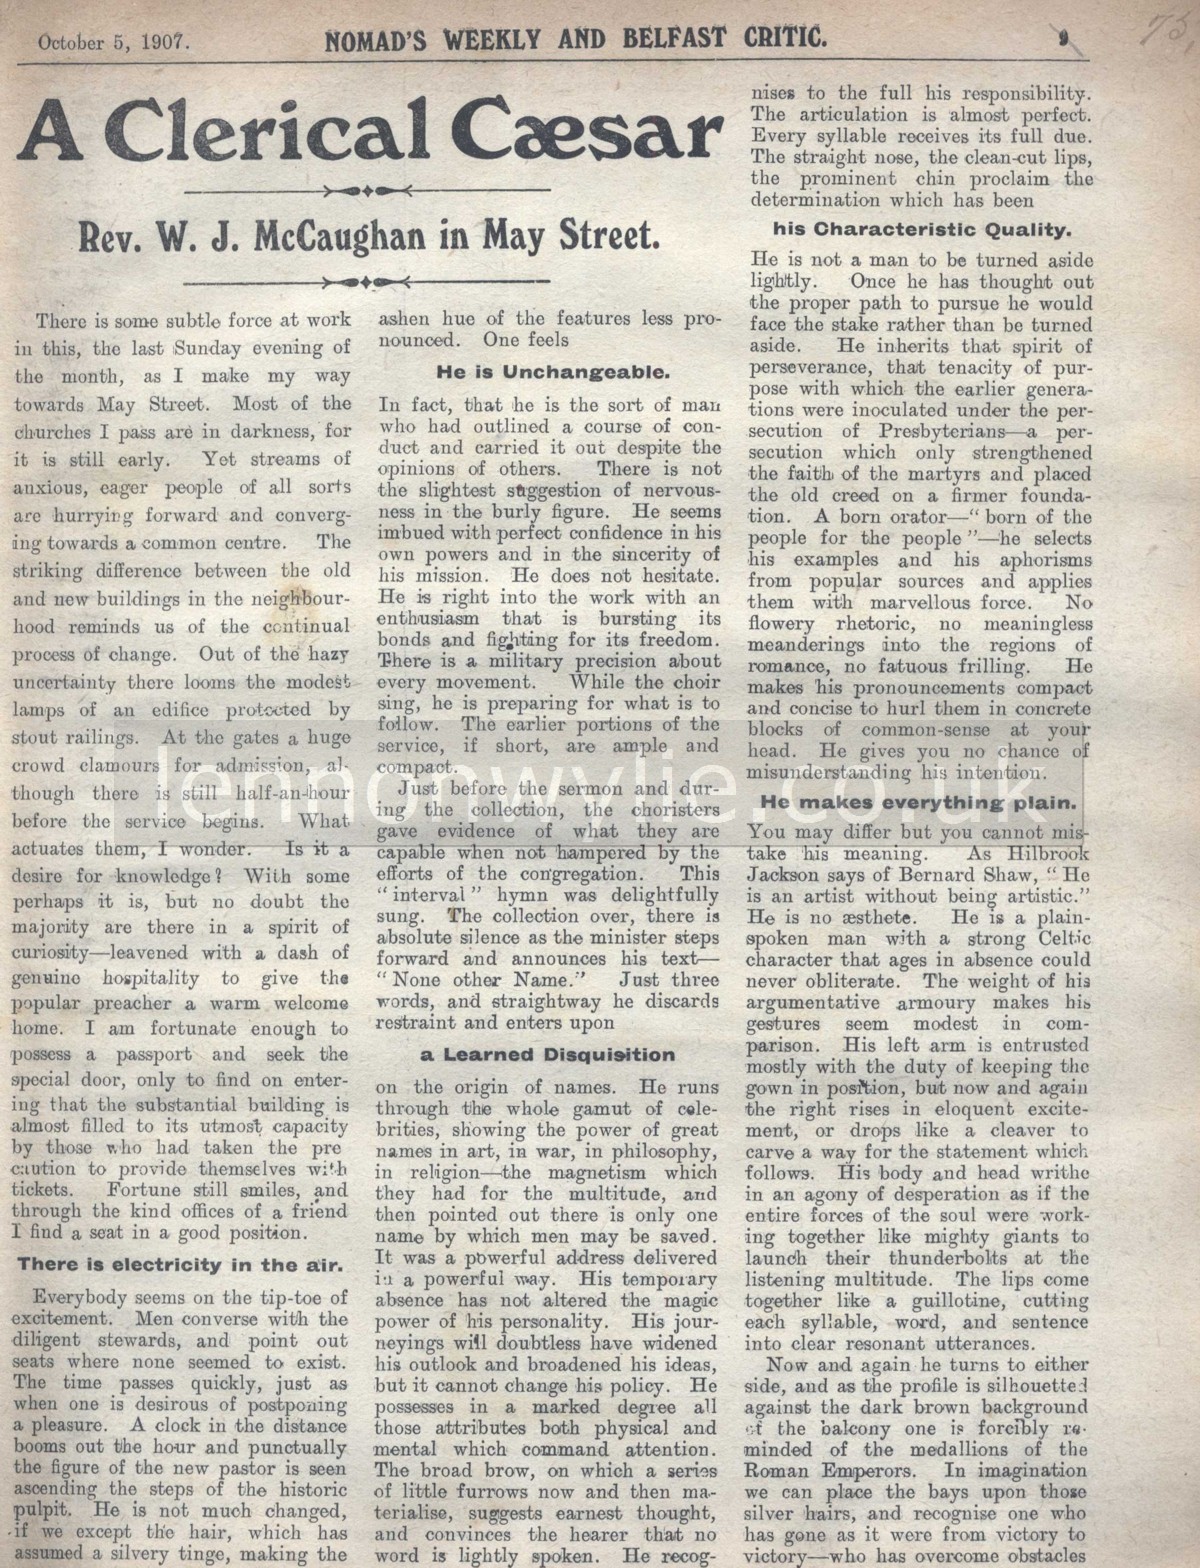 October 5, 1907.
NOMAD'S WEEKLY AND BELFAST CRITIC.
9
73,
A Clerical Cæsar
Rev. W. J. McCaughan in May Street.
There is some subtle force at work
in this, the last Sunday evening of
the month, as I make my way
towards May Street. Most of the
churches I pass are in darkness, for
it is still early. Yet streams of
anxious, eager people of all sorts
are hurrying forward and converg-
ing towards a common centre. The
striking difference between the old
and new buildings in the neighbour-
hood reminds us of the continual
process of change. Out of the hazy
uncertainty there looms the modest
lamps of an edifice protected by
stout railings. At the gates a huge
crowd clamours for admission, al-
though there is still half-an-hour
before the service begins. What
actuates them, I wonder. Is it a
desire for knowledge? With some
perhaps it is, but no doubt the
majority are there in a spirit of
curiosity—leavened with a dash of
genuine hospitality to give the
popular preacher a warm welcome
home. I am fortunate enough to
possess a passport and seek the
special door, only to find on enter-
ing that the substantial building is
almost filled to its utmost capacity
by those who had taken the pre
caution to provide themselves with
tickets. Fortune still smiles, and
through the kind offices of a friend
I find a seat in a good position.
There is electricity in the air.
Everybody seems on the tip-toe of
excitement. Men converse with the
diligent stewards, and point out
seats where none seemed to exist.
The time passes quickly, just as
when one is desirous of postponing
a pleasure. A clock in the distance
booms out the hour and punctually
the figure of the new pastor is seen
ascending the steps of the historic
pulpit. He is not much changed,
if we except the hair, which has
assumed a silvery tinge, making the
ashen hue of the features less pro-
nounced. One feels
He is Unchangeable.
In fact, that he is the sort of man
who had outlined a course of con-
duct and carried it out despite the
opinions of others. There is not
the slightest suggestion of nervous-
ness in the burly figure. He seems
imbued with perfect confidence in his
own powers and in the sincerity of
his mission. He does not hesitate.
He is right into the work with an
enthusiasm that is bursting its
bonds and fighting for its freedom.
There is a military precision about
every movement. While the choir
sing, he is preparing for what is to
follow. The earlier portions of the
service, if short, are ample and
compact.
Just before the sermon and dur-
ing the collection, the choristers
gave evidence of what they are
capable when not hampered by the
efforts of the congregation. This
"interval" hymn was delightfully
sung. The collection over, there is
absolute silence as the minister steps
forward and announces his text—
"None other Name." Just three
words, and straightway he discards
restraint and enters upon
a Learned Disquisition
on the origin of names. He runs
through the whole gamut of cele-
brities, showing the power of great
names in art, in war, in philosophy,
in religion—the magnetism which
they had for the multitude, and
then pointed out there is only one
name by which men may be saved.
It was a powerful address delivered
in a powerful way. His temporary
absence has not altered the magic
power of his personality. His jour-
neyings will doubtless have widened
his outlook and broadened his ideas,
but it cannot change his policy. He
possesses in a marked degree all
those attributes both physical and
mental which command attention.
The broad brow, on which a series
of little furrows now and then ma-
terialise, suggests earnest thought,
and convinces the hearer that no
word is lightly spoken. He recog-
nises to the full his responsibility.
The articulation is almost perfect.
Every syllable receives its full due.
The straight nose, the clean-cut lips,
the prominent chin proclaim the
determination which has been
his Characteristic Quality.
He is not a man to be turned aside
lightly. Once he has thought out
the proper path to pursue he would
face the stake rather than be turned
aside. He inherits that spirit of
perseverance, that tenacity of pur-
pose with which the earlier genera-
tions were inoculated under the per-
secution of Presbyterians—a per-
secution which only strengthened
the faith of the martyrs and placed
the old creed on a firmer founda-
tion. A born orator—"born of the
people for the people"—he selects
his examples and his aphorisms
from popular sources and applies
them with marvellous force. No
flowery rhetoric, no meaningless
meanderings into the regions of
romance, no fatuous frilling. He
makes his pronouncements compact
and concise to hurl them in concrete
blocks of common-sense at your
head. He gives you no chance of
misunderstanding his intention.
He makes everything plain.
You may differ but you cannot mis-
take his meaning. As Hilbrook
Jackson says of Bernard Shaw, "He
is an artist without being artistic."
He is no æsthete. He is a plain-
spoken man with a strong Celtic
character that ages in absence could
never obliterate. The weight of his
argumentative armoury makes his
gestures seem modest in com-
parison. His left arm is entrusted
mostly with the duty of keeping the
gown in position, but now and again
the right rises in eloquent excite-
ment, or drops like a cleaver to
carve a way for the statement which
follows. His body and head writhe
in an agony of desperation as if the
entire forces of the soul were work-
ing together like mighty giants to
launch their thunderbolts at the
listening multitude. The lips come
together like a guillotine, cutting
each syllable, word, and sentence
into clear resonant utterances.
Now and again he turns to either
side, and as the profile is silhouetted
against the dark brown background
of the balcony one is forcibly re-
minded of the medallions of the
Roman Emperors. In imagination
we can place the bays upon those
silver hairs, and recognise one who
has gone as it were from victory to
victory—who has overcome obstacles
lennonwylie.co.uk